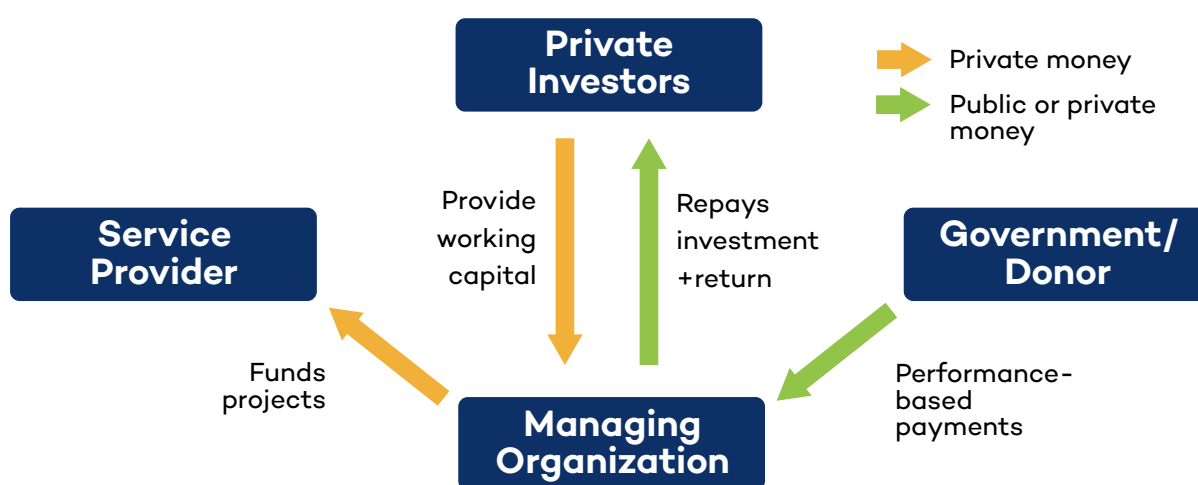 Private
Investors
Private money
Public or private
money
Provide
working
capital
Repays
investment
+return
Service
Provider
Government/
Donor
Funds
projects
Performance-
based
payments
Managing
Organization